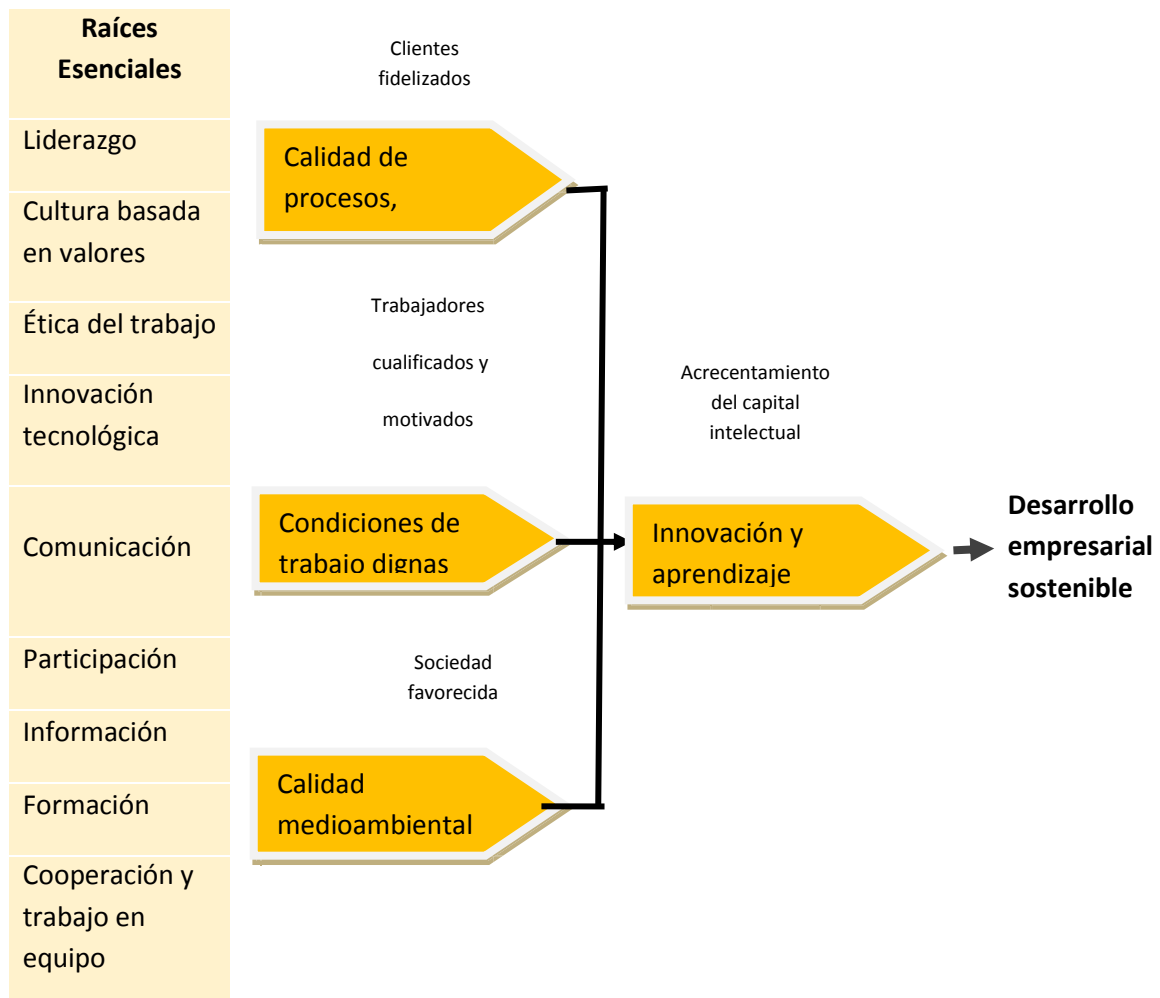 Raíces
Esenciales
Liderazgo
Cultura basada
en valores
Ética del trabajo
Innovación
tecnológica
Comunicación
Participación
Información
Formación
Cooperación y
trabajo en
equipo
Clientes
fidelizados
Calidad de
procesos,
Trabajadores
cualificados y
motivados
Condiciones de
trabajo dignas
Sociedad
favorecida
Calidad
medioambiental
Acrecentamiento
del capital
intelectual
Innovación y
aprendizaje
Desarrollo
empresarial
sostenible